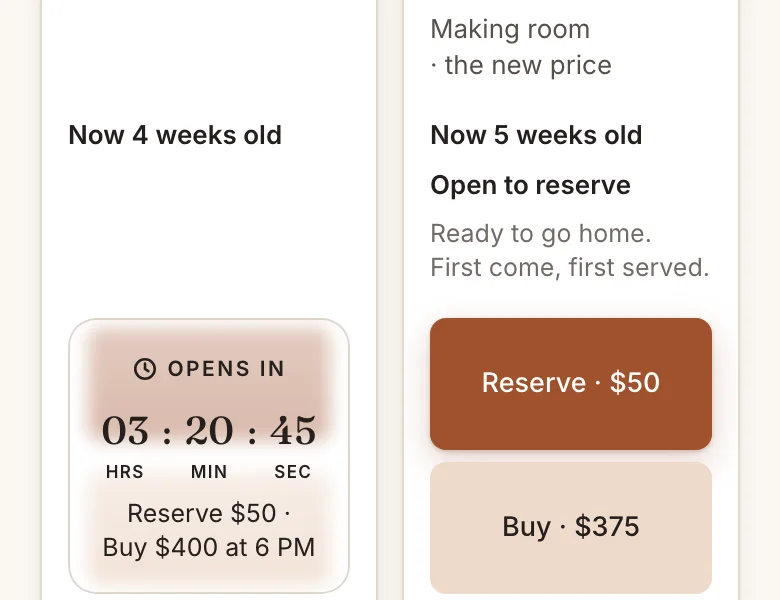 Now 4 weeks old
OPENS IN
03 : 20 : 45
HRS MIN SEC
Reserve $50 ·
Buy $400 at 6 PM
Making room
· the new price
Now 5 weeks old
Open to reserve
Ready to go home.
First come, first served.
Reserve · $50
Buy · $375